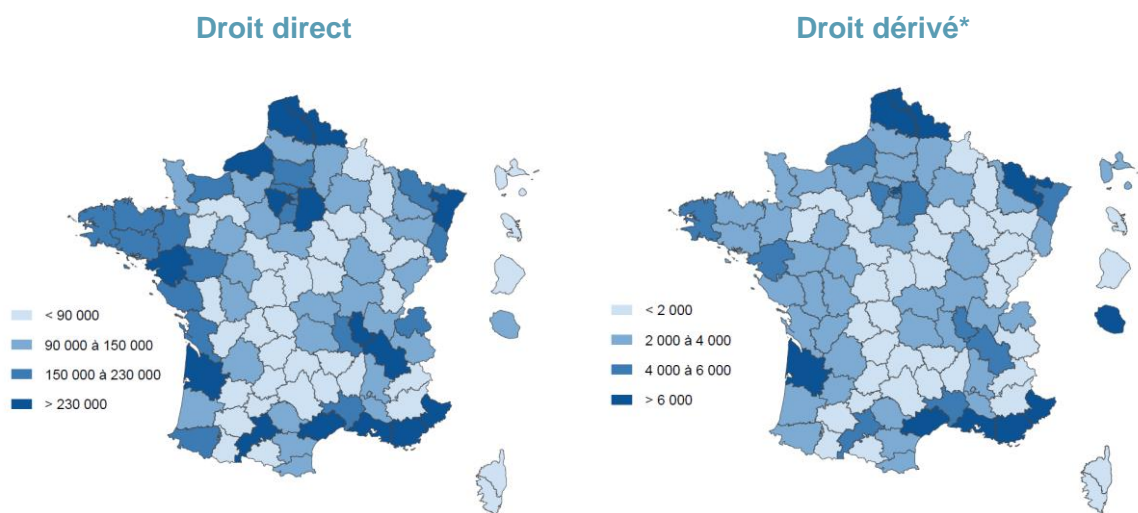 Droit direct
Droit dérivé*
< 90 000
90 000 à 150 000
150 000 à 230 000
> 230 000
< 2 000
2 000 à 4 000
4 000 à 6 000
> 6 000